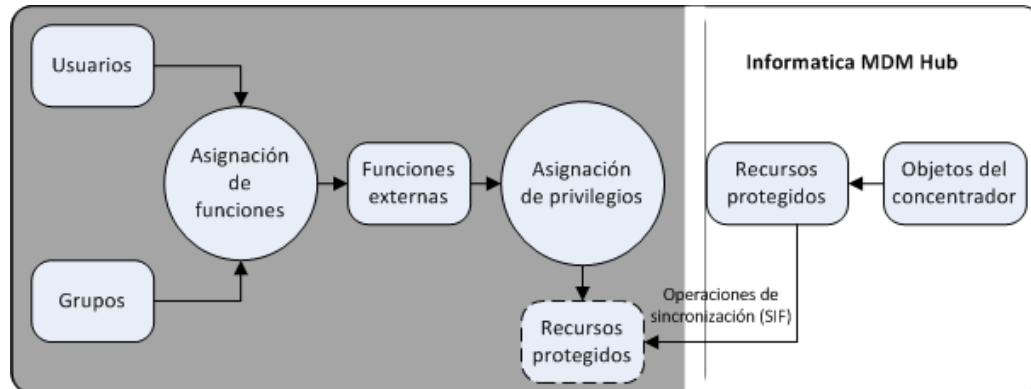 Usuarios
Informatica MDM Hub
Asignación
de
funciones
Funciones
externas
Asignación
de privilegios
Recursos
protegidos
Objetos del
concentrador
Grupos
Operaciones de
sincronización (SIF)
Recursos
protegidos